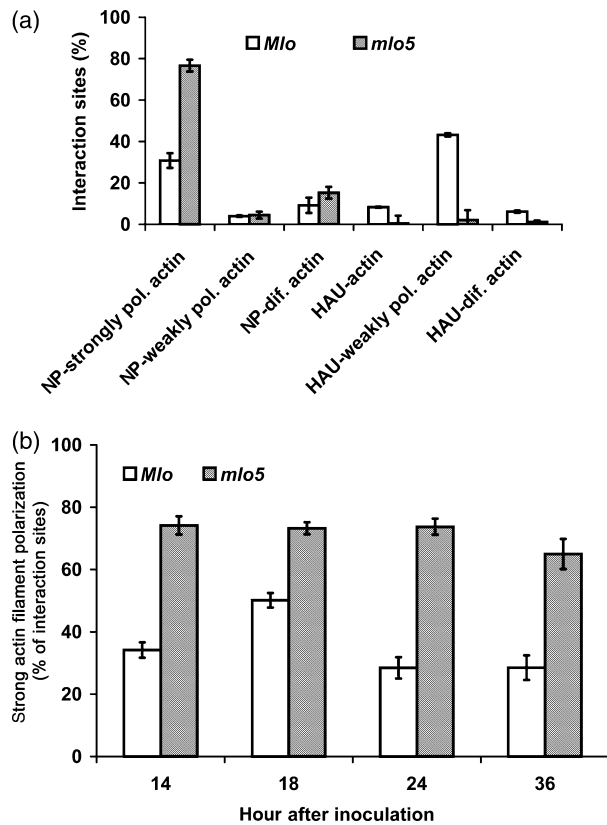 (a)
100
80
60
40
20
0
Interaction sites (%)
Mlo
mlo5
NP-strongly pol. actin
NP-weakly pol. actin
NP-dif. actin
HAU-actin
HAU-weakly pol. actin
HAU-dif. actin
(b)
100
80
60
40
20
0
Strong actin filament polarization
(% of interaction sites)
Mlo
mlo5
14 18 24 36
Hour after inoculation